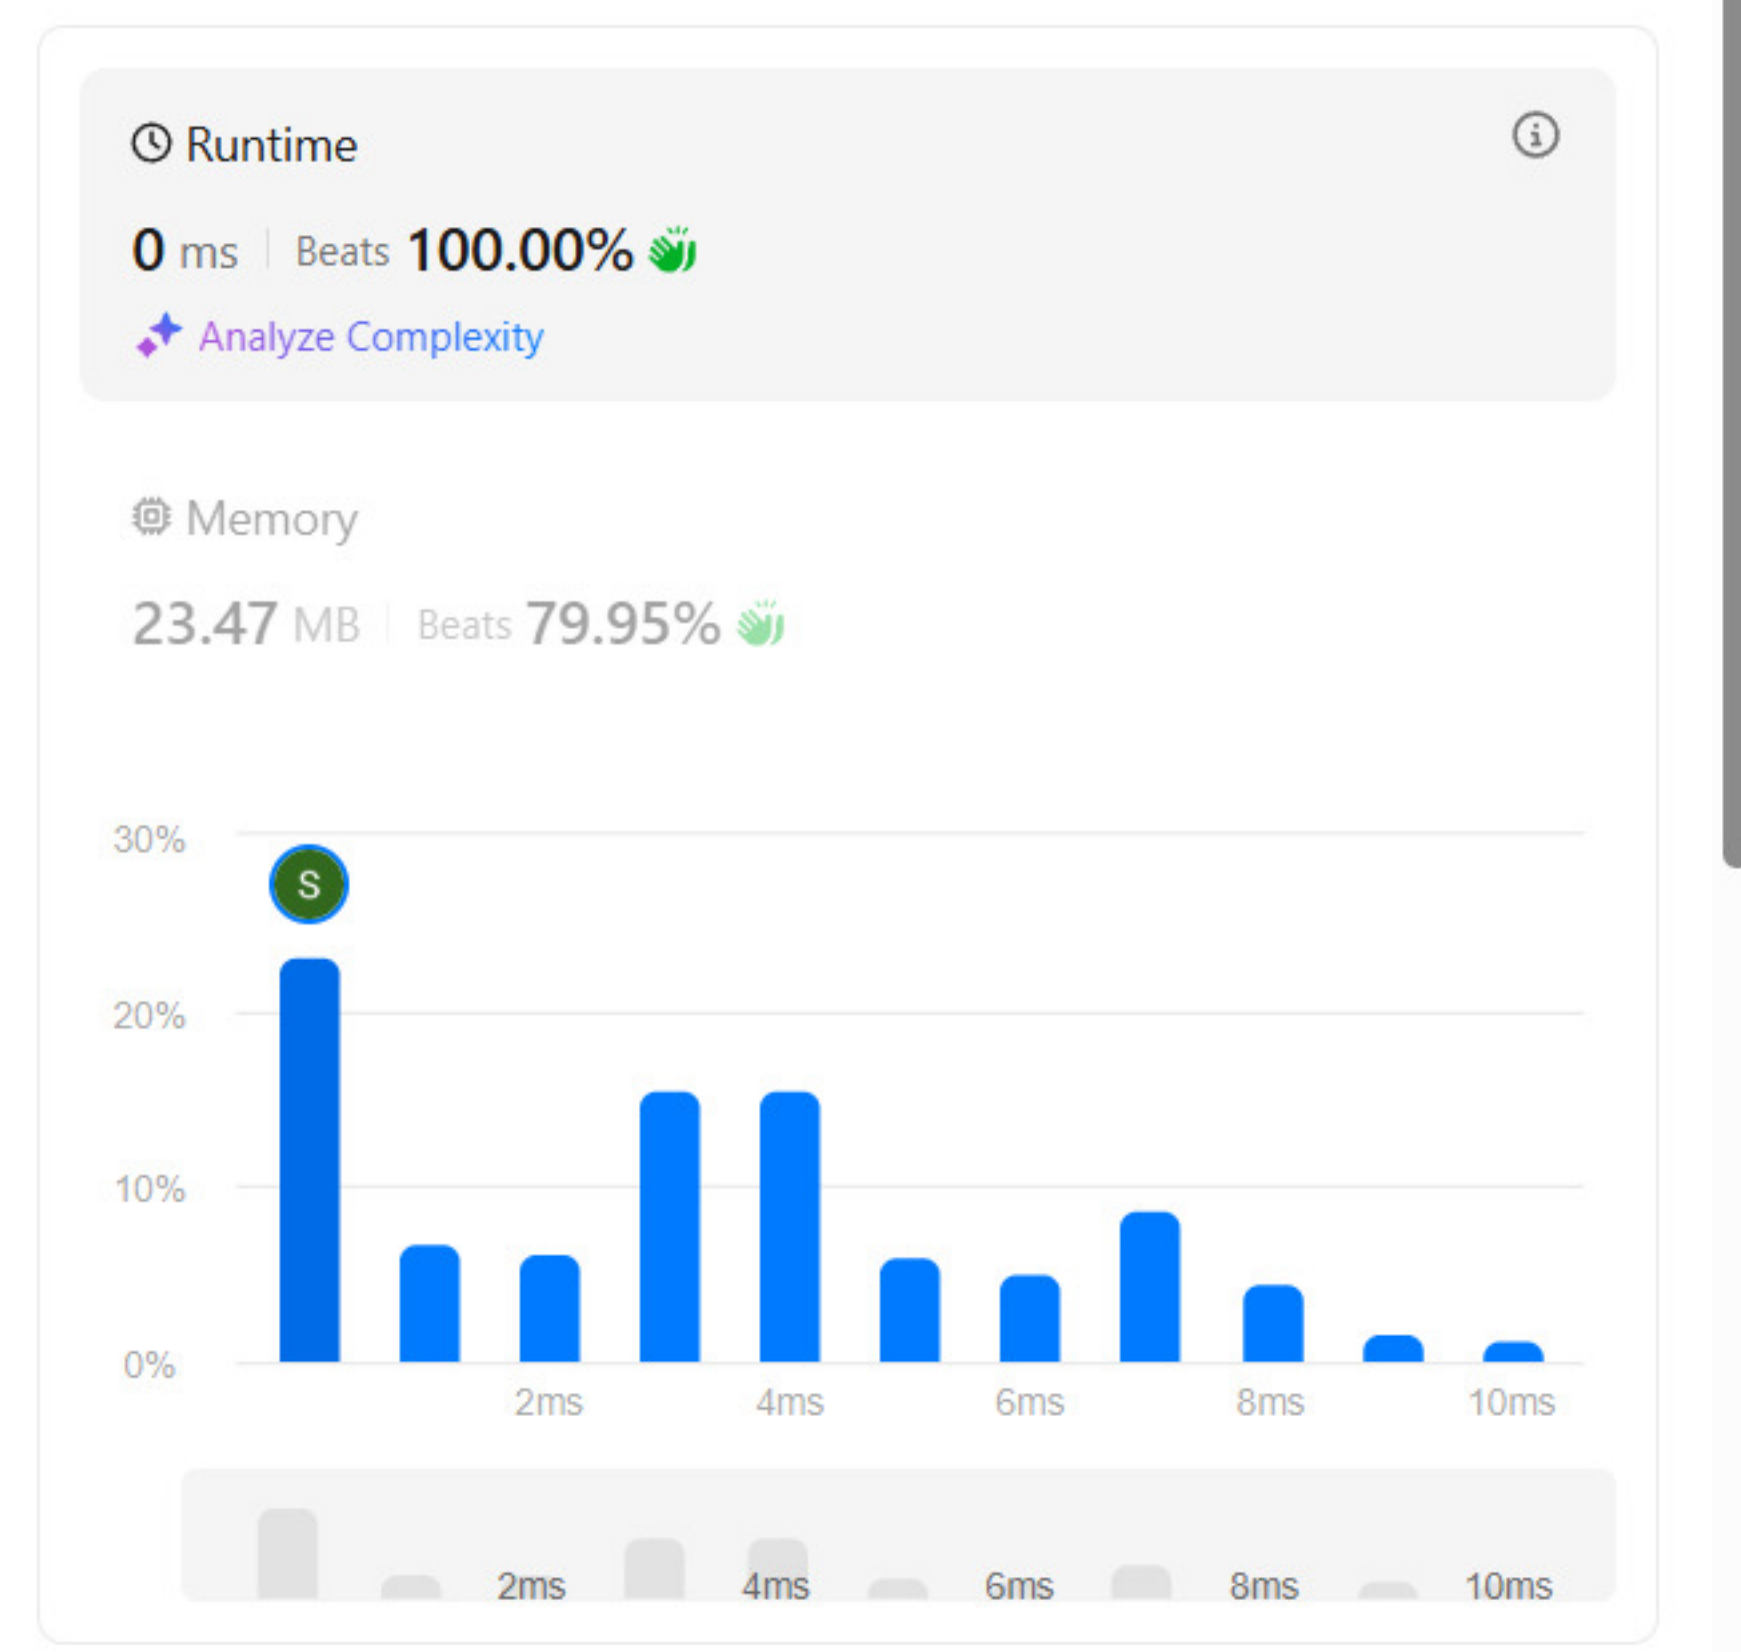 Runtime
0 ms Beats 100.00%
Analyze Complexity
Memory
23.47 MB Beats 79.95%
30%
S
20%
10%
0%
2ms 4ms 6ms 8ms 10ms
2ms 4ms 6ms 8ms 10ms